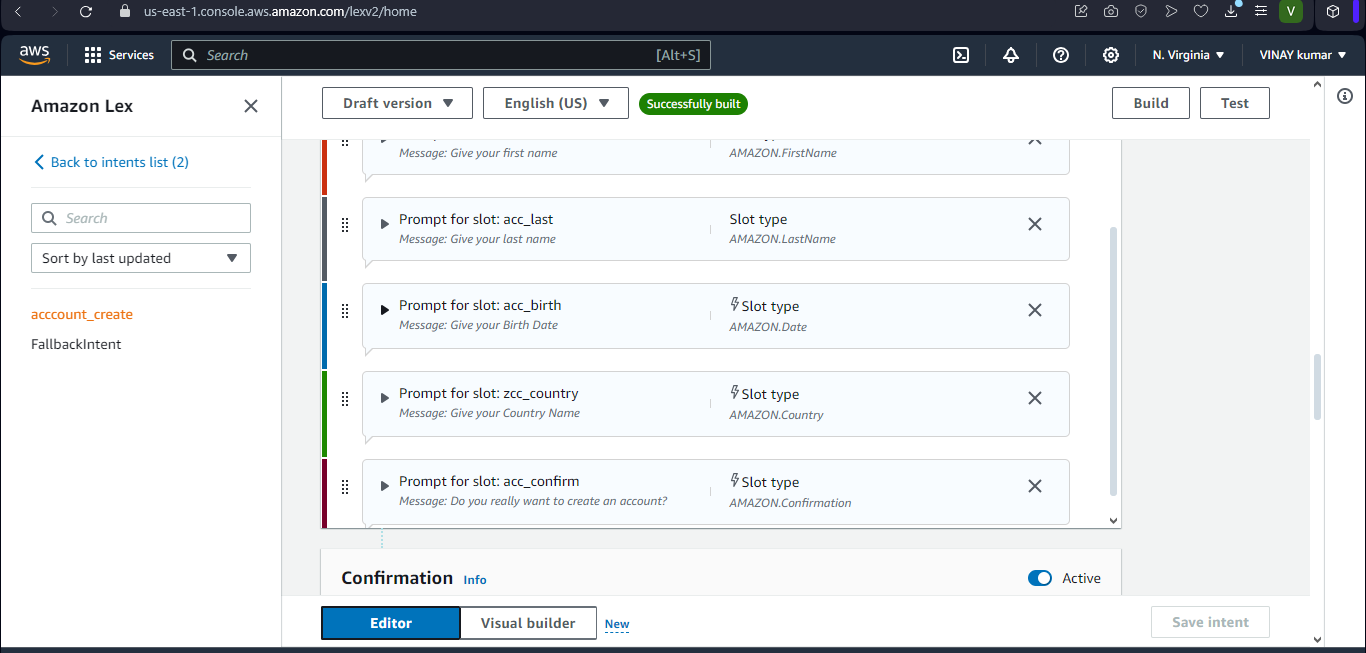 us-east-1.console.aws.amazon.com/lexv2/home
V
aws
Services
Search
[Alt+S]
N. Virginia
VINAY kumar
Amazon Lex
Draft version
English (US)
Successfully built
Build
Test
Back to intents list (2)
Search
Sort by last updated
acccount_create
FallbackIntent
Message: Give your first name
AMAZON.FirstName
Prompt for slot: acc_last
Slot type
Message: Give your last name
AMAZON.LastName
Prompt for slot: acc_birth
Slot type
Message: Give your Birth Date
AMAZON.Date
Prompt for slot: zcc_country
Slot type
Message: Give your Country Name
AMAZON.Country
Prompt for slot: acc_confirm
Slot type
Message: Do you really want to create an account?
AMAZON.Confirmation
Confirmation
Info
Active
Editor
Visual builder
New
Save intent